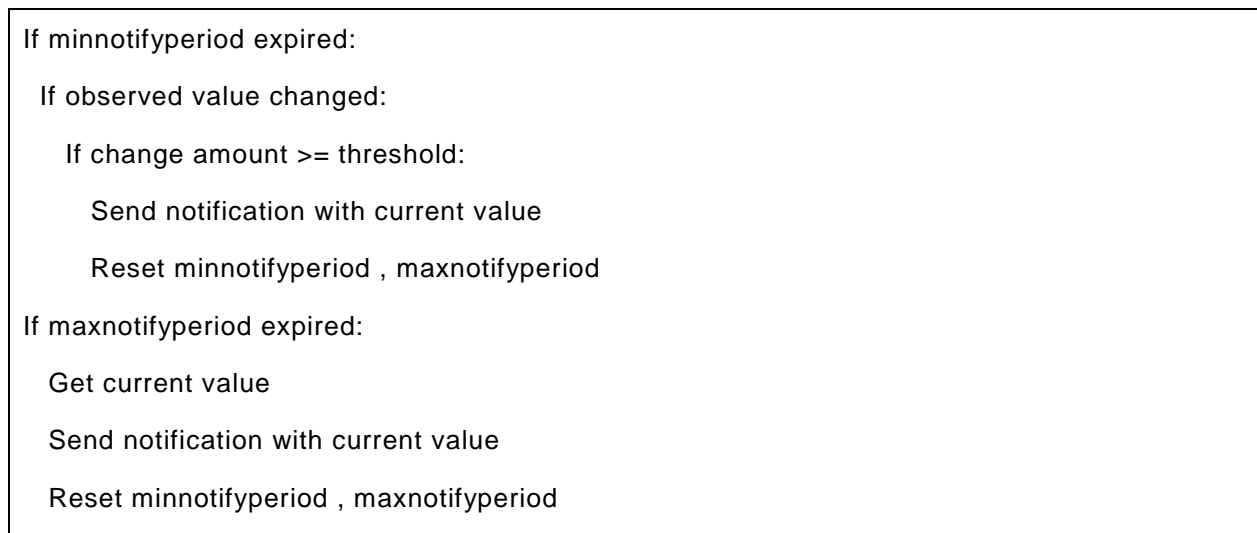 If minnotifyperiod expired:
If observed value changed:
If change amount >= threshold:
Send notification with current value
Reset minnotifyperiod , maxnotifyperiod
If maxnotifyperiod expired:
Get current value
Send notification with current value
Reset minnotifyperiod , maxnotifyperiod